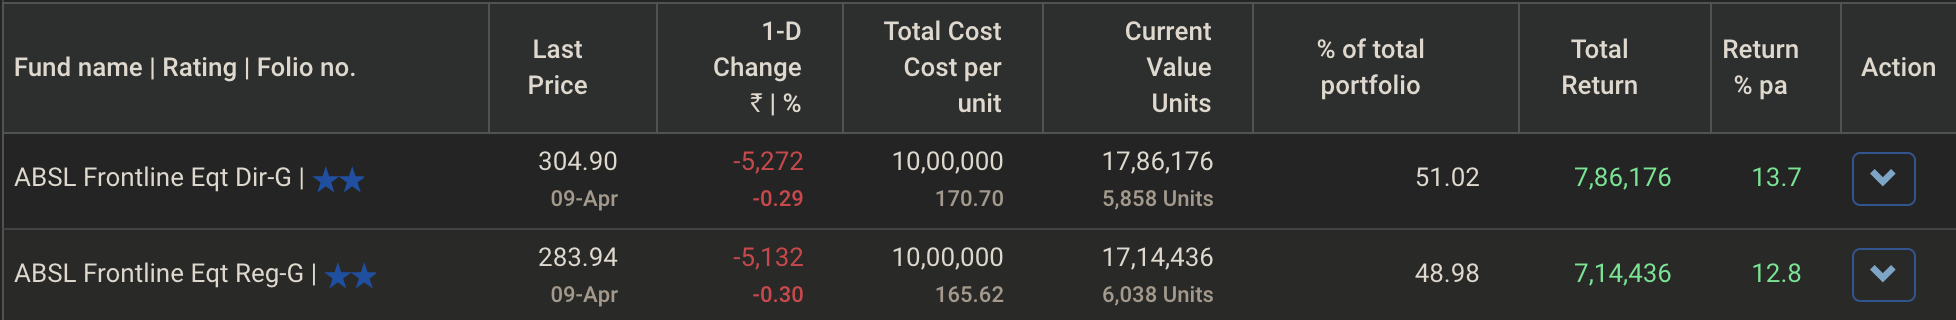 Fund name | Rating | Folio no.
Last
Price
1-D
Change
₹ | %
Total Cost
Cost per
unit
Current
Value
Units
% of total
portfolio
Total
Return
Return
% pa
Action
ABSL Frontline Eqt Dir-G |
304.90
09-Apr
-5,272
-0.29
10,00,000
170.70
17,86,176
5,858 Units
51.02
7,86,176
13.7
ABSL Frontline Eqt Reg-G |
283.94
09-Apr
-5,132
-0.30
10,00,000
165.62
17,14,436
6,038 Units
48.98
7,14,436
12.8